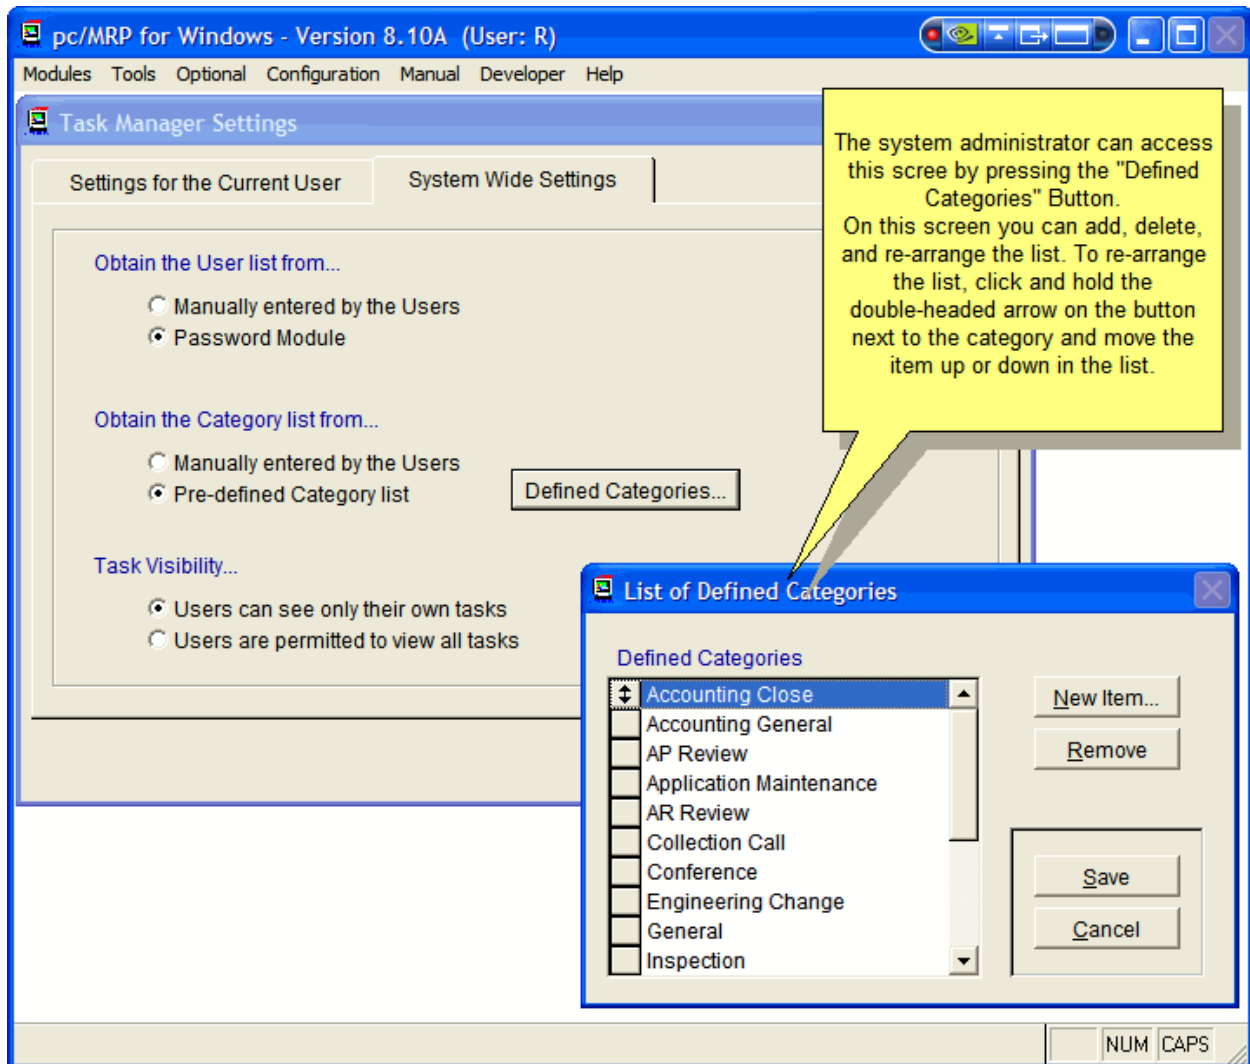 pc/MRP for Windows - Version 8.10A (User: R)
Modules Tools Optional Configuration Manual Developer Help
Task Manager Settings
Settings for the Current User System Wide Settings
The system administrator can access
this scree by pressing the "Defined
Categories" Button.
On this screen you can add, delete,
and re-arrange the list. To re-arrange
the list, click and hold the
double-headed arrow on the button
next to the category and move the
item up or down in the list.
Obtain the User list from...
Manually entered by the Users
Password Module
Obtain the Category list from...
Manually entered by the Users
Pre-defined Category list
Defined Categories...
Task Visibility...
Users can see only their own tasks
Users are permitted to view all tasks
List of Defined Categories
Defined Categories
Accounting Close
Accounting General
AP Review
Application Maintenance
AR Review
Collection Call
Conference
Engineering Change
General
Inspection
New Item...
Remove
Save
Cancel
NUM CAPS